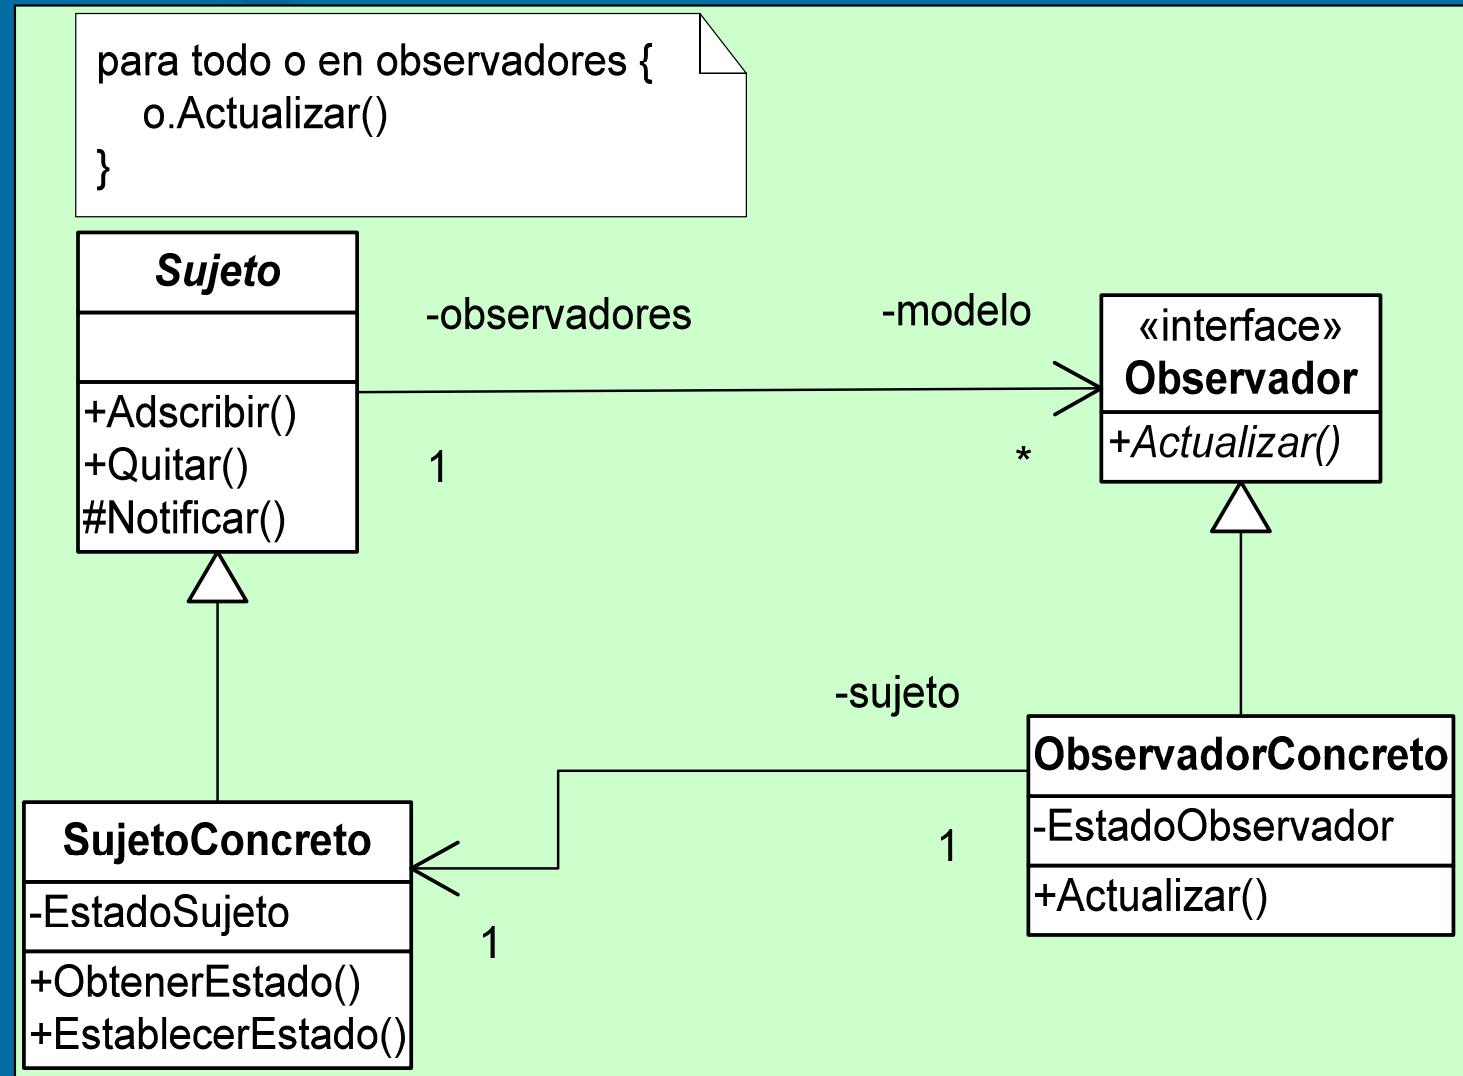 para todo o en observadores {
o.Actualizar()
}
Sujeto
+Adscribir()
+Quitar()
#Notificar()
-observadores
-modelo
1
*
«interface»
Observador
+Actualizar()
-sujeto
1
1
ObservadorConcreto
-EstadoObservador
+Actualizar()
SujetoConcreto
-EstadoSujeto
+ObtenerEstado()
+EstablecerEstado()